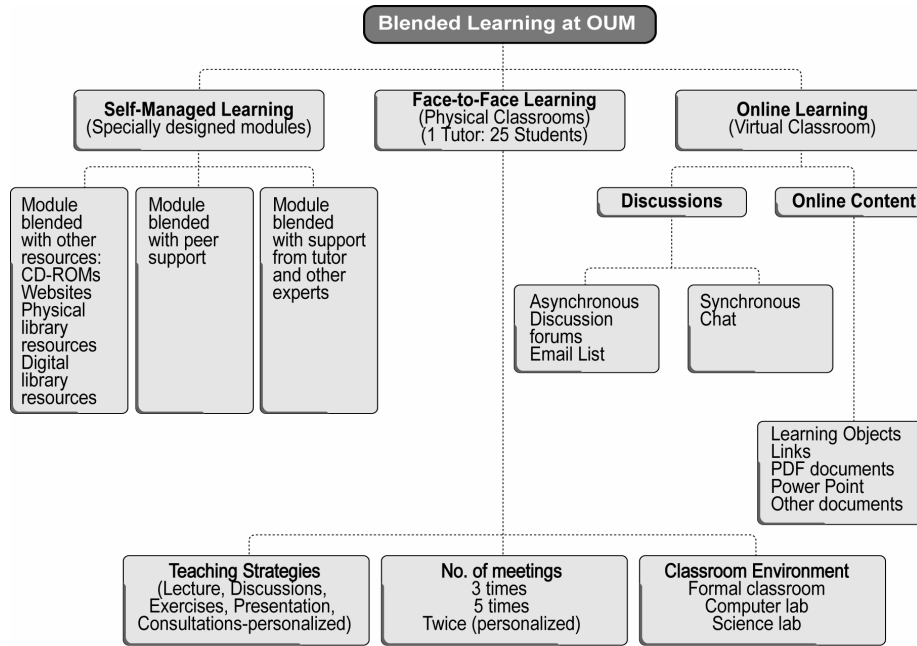 Blended Learning at OUM
Self-Managed Learning
(Specially designed modules)
Face-to-Face Learning
(Physical Classrooms)
(1 Tutor: 25 Students)
Online Learning
(Virtual Classroom)
Module
blended
with other
resources:
CD-ROMs
Websites
Physical
library
resources
Digital
library
resources
Module
blended
with peer
support
Module
blended
with support
from tutor
and other
experts
Discussions
Online Content
Asynchronous
Discussion
forums
Email List
Synchronous
Chat
Learning Objects
Links
PDF documents
Power Point
Other documents
Teaching Strategies
(Lecture, Discussions,
Exercises, Presentation,
Consultations-personalized)
No. of meetings
3 times
5 times
Twice (personalized)
Classroom Environment
Formal classroom
Computer lab
Science lab